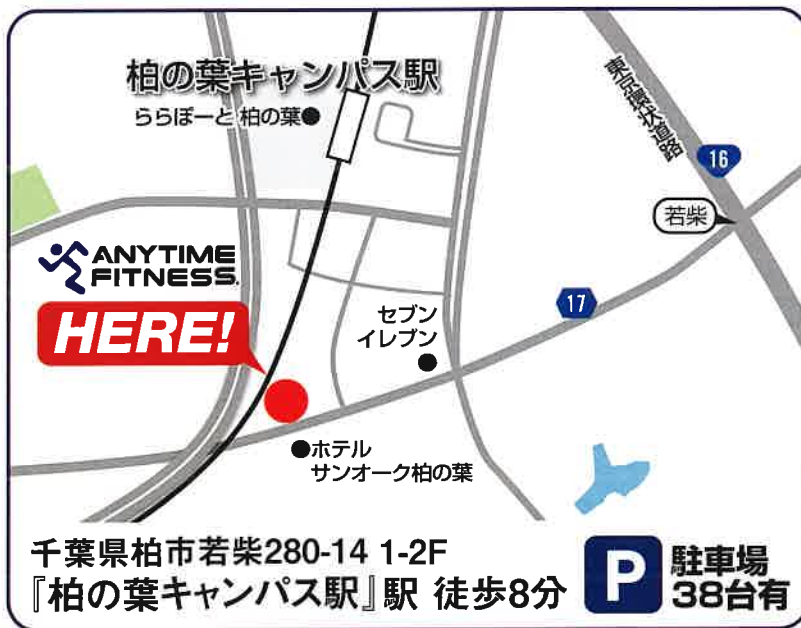 柏の葉キャンパス駅
ららぽーと 柏の葉
東京環状道路
16
若柴
ANYTIME
FITNESS.
HERE!
17
セブン
イレブン
ホテル
サンオーク柏の葉
千葉県柏市若柴280-14 1-2F
『柏の葉キャンパス駅』駅 徒歩8分
P
駐車場
38台有